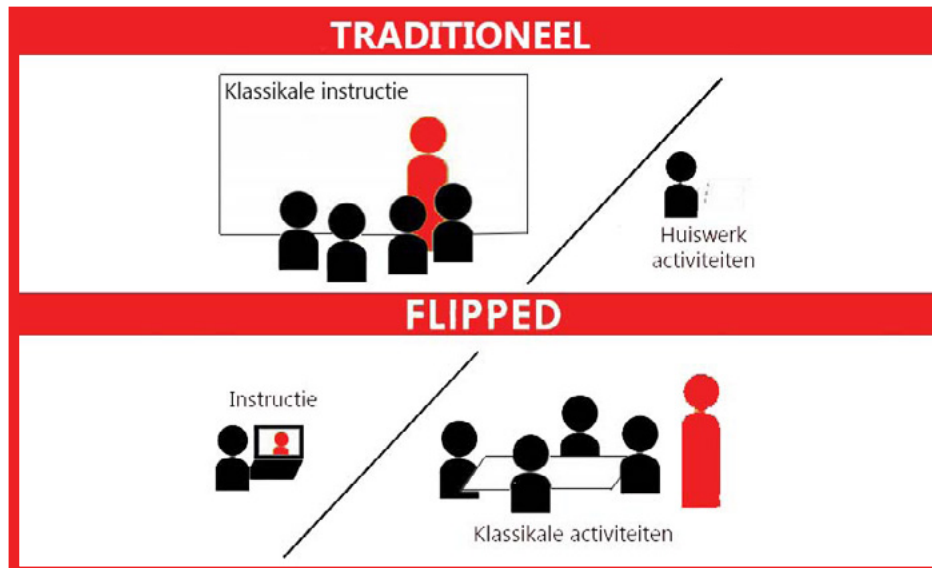 TRADITIONEEL
Klassikale instructie
Huiswerk
activiteiten
FLIPPED
Instructie
Klassikale activiteiten